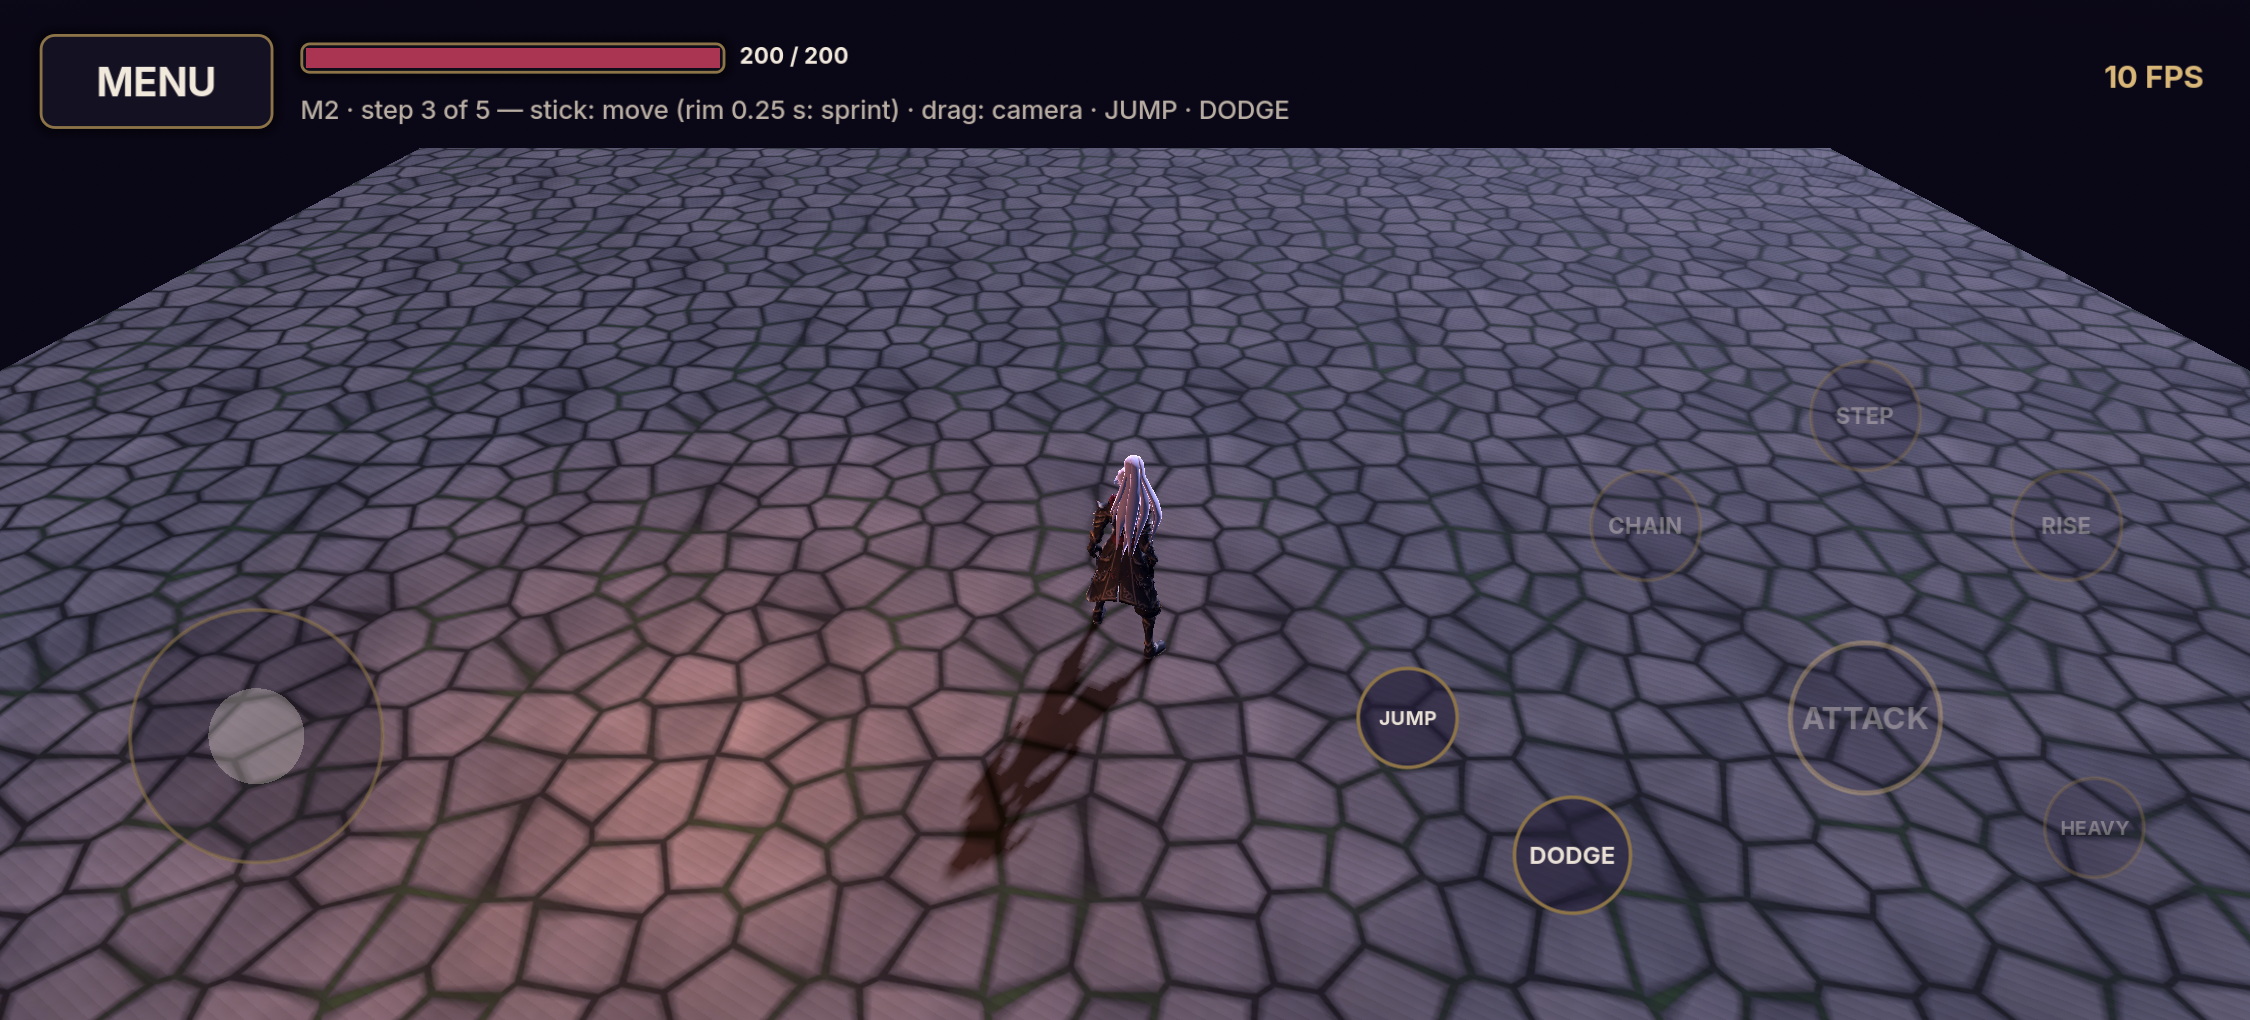 MENU
200 / 200
10 FPS
M2 · step 3 of 5 — stick: move (rim 0.25 s: sprint) · drag: camera · JUMP · DODGE
STEP
CHAIN
RISE
JUMP
ATTACK
DODGE
HEAVY